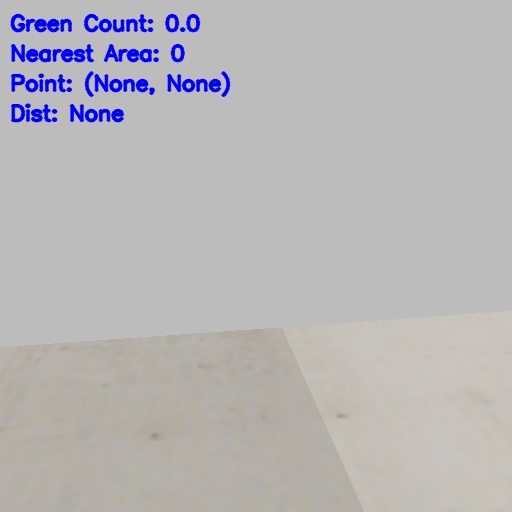 Green Count: 0.0
Nearest Area: 0
Point: (None, None)
Dist: None